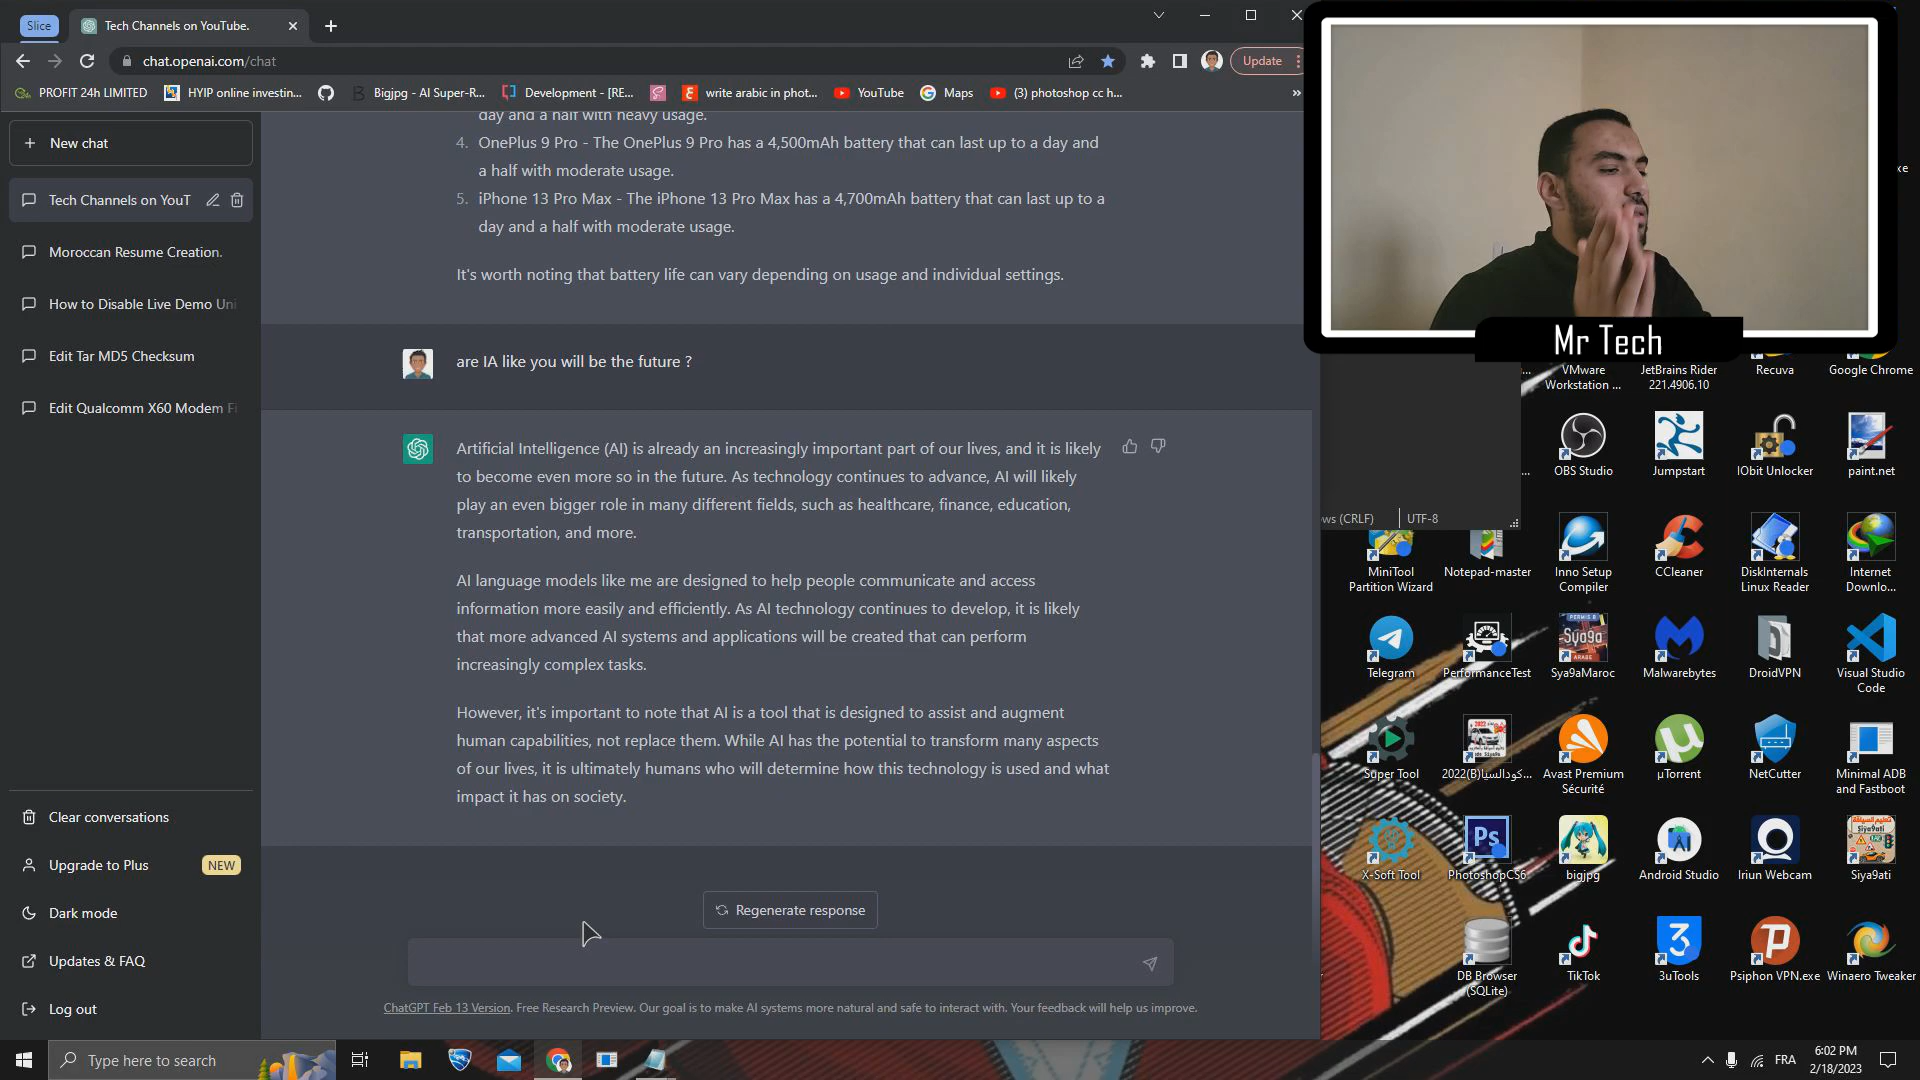 Slice
Tech Channels on YouTube.
chat.openai.com/chat
Update
PROFIT 24h LIMITED
HYIP online investin...
Bigjpg - AI Super-R...
Development - [RE...
write arabic in phot...
YouTube
Maps
(3) photoshop cc h...
»
New chat
Tech Channels on YouT
Moroccan Resume Creation.
How to Disable Live Demo Uni
Edit Tar MD5 Checksum
Edit Qualcomm X60 Modem F
Clear conversations
Upgrade to Plus
NEW
Dark mode
Updates & FAQ
Log out
day and a half with heavy usage.
4. OnePlus 9 Pro - The OnePlus 9 Pro has a 4,500mAh battery that can last up to a day and
a half with moderate usage.
5. iPhone 13 Pro Max - The iPhone 13 Pro Max has a 4,700mAh battery that can last up to a
day and a half with moderate usage.
It's worth noting that battery life can vary depending on usage and individual settings.
are IA like you will be the future ?
Artificial Intelligence (AI) is already an increasingly important part of our lives, and it is likely
to become even more so in the future. As technology continues to advance, AI will likely
play an even bigger role in many different fields, such as healthcare, finance, education,
transportation, and more.
AI language models like me are designed to help people communicate and access
information more easily and efficiently. As AI technology continues to develop, it is likely
that more advanced AI systems and applications will be created that can perform
increasingly complex tasks.
However, it's important to note that AI is a tool that is designed to assist and augment
human capabilities, not replace them. While AI has the potential to transform many aspects
of our lives, it is ultimately humans who will determine how this technology is used and what
impact it has on society.
Regenerate response
ChatGPT Feb 13 Version. Free Research Preview. Our goal is to make AI systems more natural and safe to interact with. Your feedback will help us improve.
Mr Tech
xe
VMware
Workstation ...
JetBrains Rider
221.4906.10
Recuva
Google Chrome
OBS Studio
Jumpstart
IObit Unlocker
paint.net
ws (CRLF)
UTF-8
MiniTool
Partition Wizard
Notepad-master
Inno Setup
Compiler
CCleaner
DiskInternals
Linux Reader
Internet
Downlo...
Telegram
PerformanceTest
Sya9aMaroc
Malwarebytes
DroidVPN
Visual Studio
Code
Super Tool
2022(B)كودالسيا...
Avast Premium
Sécurité
µTorrent
NetCutter
Minimal ADB
and Fastboot
X-Soft Tool
PhotoshopCS6
bigjpg
Android Studio
Iriun Webcam
Siya9ati
DB Browser
(SQLite)
TikTok
3uTools
Psiphon VPN.exe
Winaero Tweaker
Type here to search
FRA
6:02 PM
2/18/2023